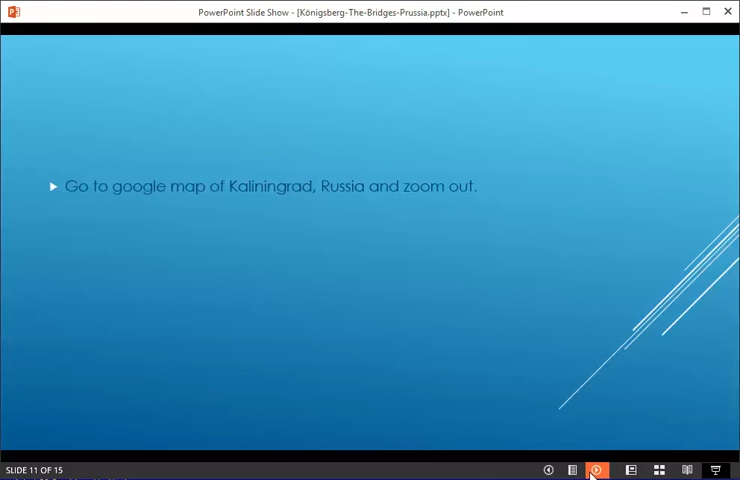 PowerPoint Slide Show - [Königsberg-The-Bridges-Prussia.pptx] - PowerPoint
Go to google map of Kaliningrad, Russia and zoom out.
SLIDE 11 OF 15